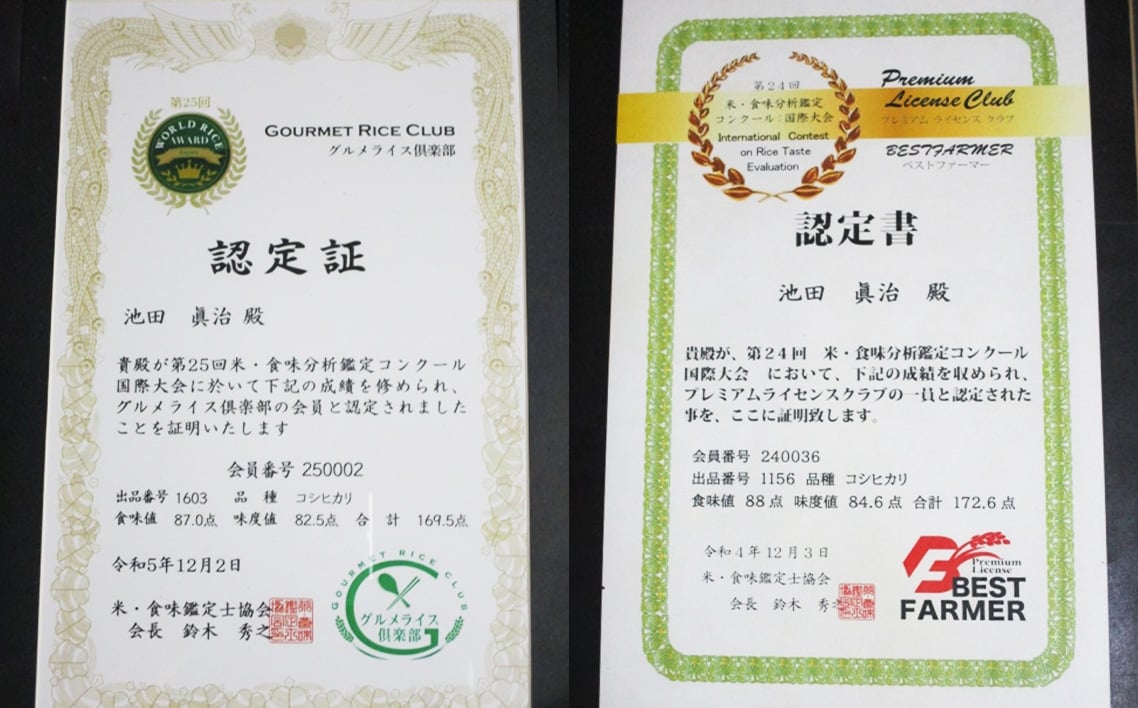 第25回
WORLD RICE
AWARD
GOURMET RICE CLUB
グルメライス倶楽部
認定証
池田 眞治 殿
貴殿が第25回米・食味分析鑑定コンクール
国際大会に於いて下記の成績を修められ、
グルメライス倶楽部の会員と認定されました
ことを証明いたします
会員番号 250002
出品番号 1603 品 種 コシヒカリ
食味値 87.0点 味度値 82.5点 合 計 169.5点
令和5年12月2日
米・食味鑑定士協会
会長 鈴木 秀之
GOURMET RICE CLUB
グルメライス
倶楽部
第24回
米・食味分析鑑定
コンクール:国際大会
International Contest
on Rice Taste
Evaluation
Premium
License Club
プレミアム ライセンス クラブ
BESTFARMER
ベストファーマー
認定書
池田 眞治 殿
貴殿が、第24回 米・食味分析鑑定コンクール
国際大会 において、下記の成績を収められ、
プレミアムライセンスクラブの一員と認定された
事を、ここに証明致します。
会員番号 240036
出品番号 1156 品種 コシヒカリ
食味値 88点 味度値 84.6点 合計 172.6点
令和4年12月3日
米・食味鑑定士協会
会長 鈴木 秀
Premium
License
BEST
FARMER